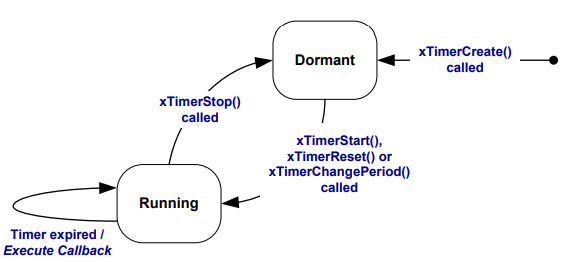 Dormant
xTimerCreate()
called
xTimerStop()
called
xTimerStart(),
xTimerReset() or
xTimerChangePeriod()
called
Running
Timer expired /
Execute Callback